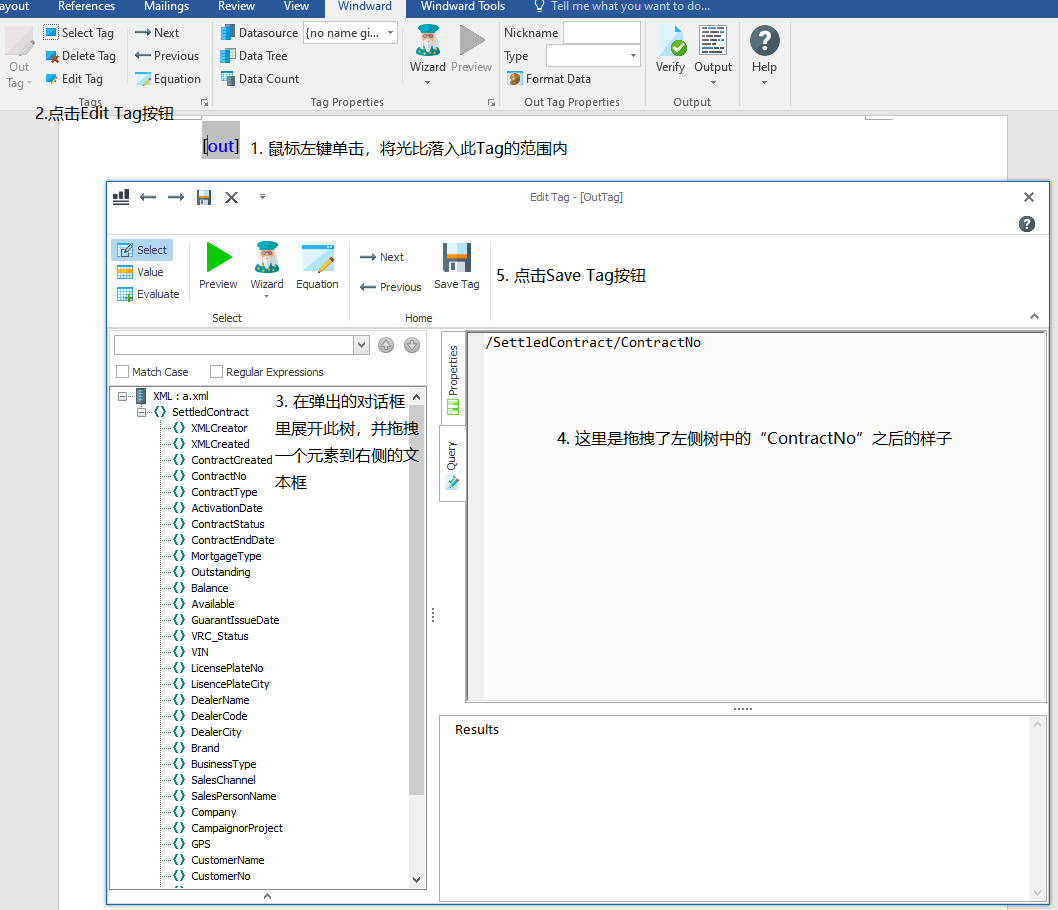 ayout References Mailings Review View Windward Windward Tools Tell me what you want to do...
Select Tag Next Datasource (no name gi... Nickname
Out Tag Delete Tag Previous Data Tree Wizard Preview Type Verify Output Help
Edit Tag Equation Data Count Format Data
Tags Tag Properties Out Tag Properties Output
2.点击Edit Tag按钮
[out] 1. 鼠标左键单击，将光比落入此Tag的范围内
Edit Tag - [OutTag]
Select
Value
Evaluate
Preview Wizard Equation
Next
Previous
Save Tag
5. 点击Save Tag按钮
Select Home
Match Case Regular Expressions
Properties
Query
/SettledContract/ContractNo
XML : a.xml
SettledContract
XMLCreator
XMLCreated
ContractCreated
ContractNo
ContractType
ActivationDate
ContractStatus
ContractEndDate
MortgageType
Outstanding
Balance
Available
GuarantIssueDate
VRC_Status
VIN
LicensePlateNo
LisencePlateCity
DealerName
DealerCode
DealerCity
Brand
BusinessType
SalesChannel
SalesPersonName
Company
CampaignorProject
GPS
CustomerName
CustomerNo
3. 在弹出的对话框
里展开此树，并拖拽
一个元素到右侧的文
本框
4. 这里是拖拽了左侧树中的“ContractNo”之后的样子
Results